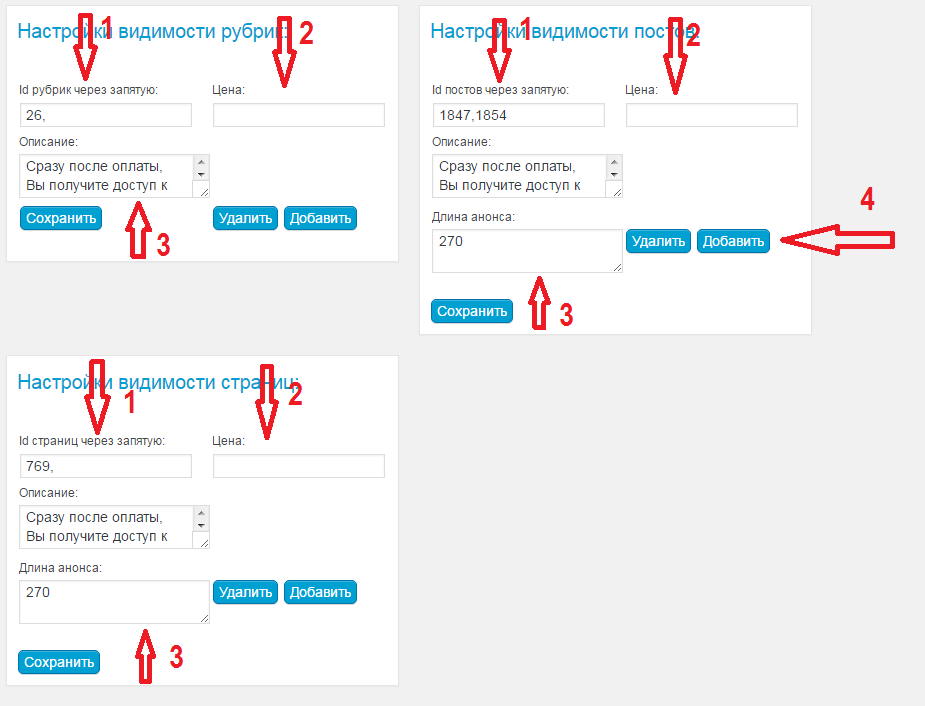 Настройки видимости рубрик:
1
2
Id рубрик через запятую:
Цена:
26,
Описание:
Сразу после оплаты,
Вы получите доступ к
Сохранить
Удалить
Добавить
3
Настройки видимости постов:
1
2
Id постов через запятую:
Цена:
1847,1854
Описание:
Сразу после оплаты,
Вы получите доступ к
Длина анонса:
270
Удалить
Добавить
4
Сохранить
3
Настройки видимости страниц:
1
2
Id страниц через запятую:
Цена:
769,
Описание:
Сразу после оплаты,
Вы получите доступ к
Длина анонса:
270
Удалить
Добавить
Сохранить
3